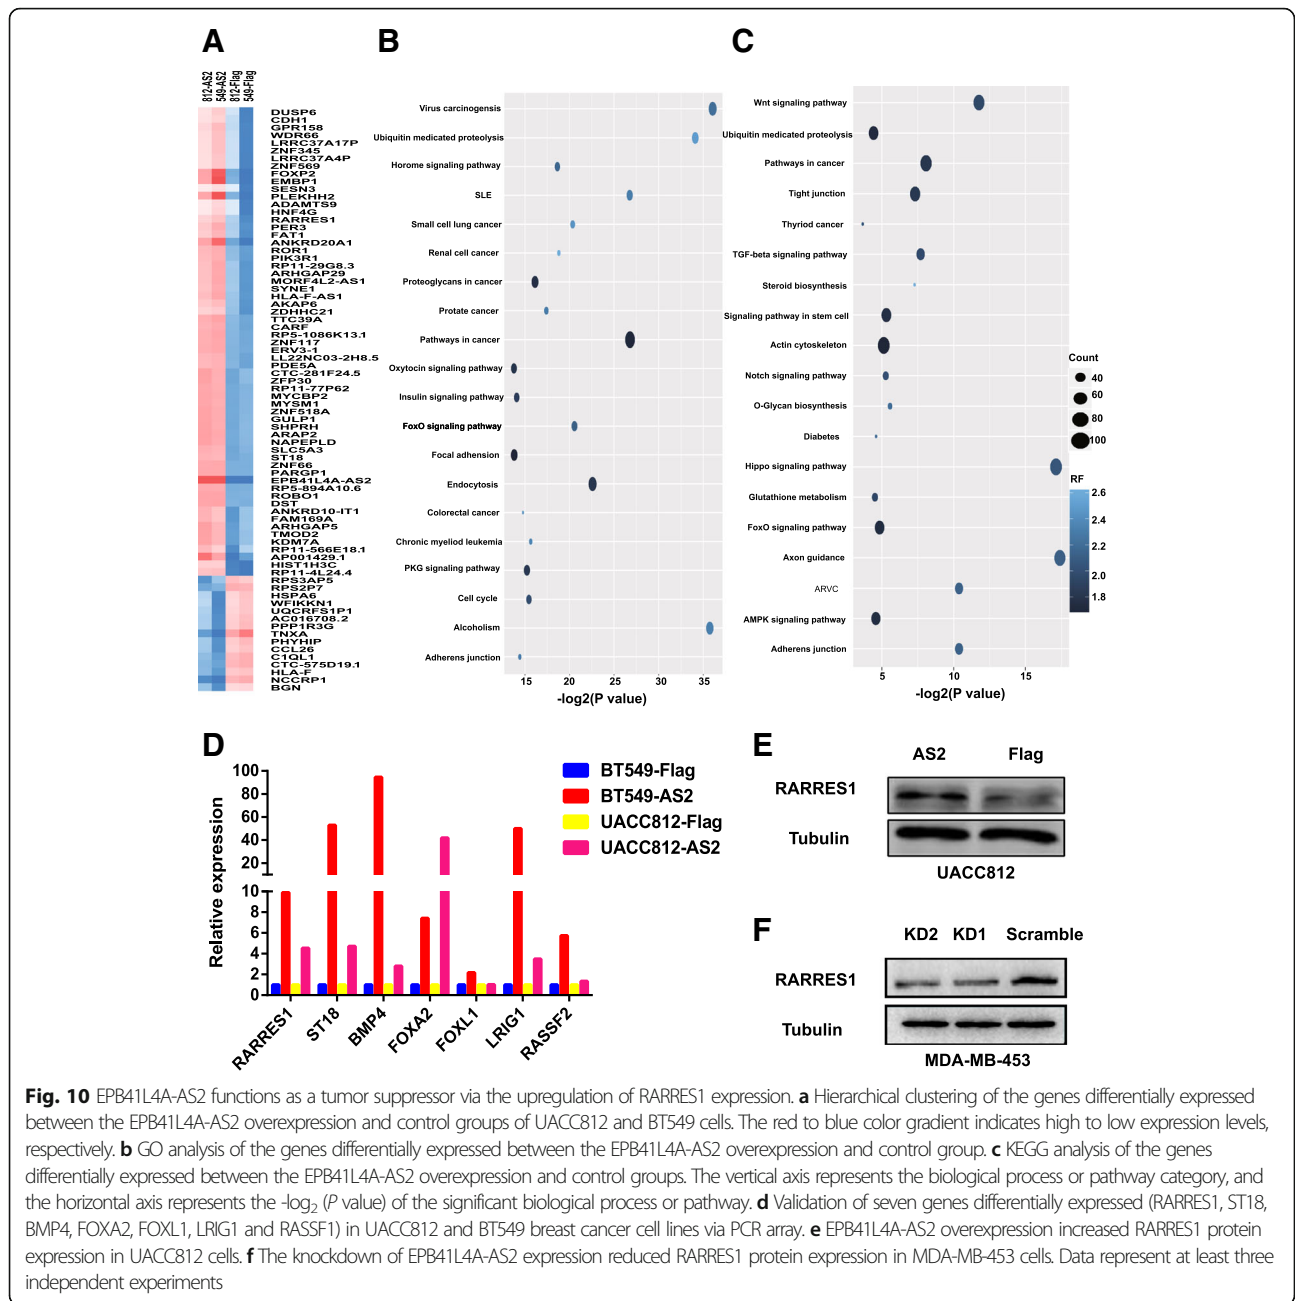 A
B
C
812-AS2
549-AS2
812-Flag
549-Flag
DUSP6
CDH1
GPR158
WDR66
LRRC37A17P
ZNF345
LRRC37A4P
ZNF569
FOXP2
EMBP1
SESN3
PLEKHH2
ADAMTS9
HNF4G
RARRES1
PER3
FAT1
ANKRD20A1
ROR1
PIK3R1
RP11-29G8.3
ARHGAP29
MORF4L2-AS1
SYNE1
HLA-F-AS1
AKAP6
ZDHHC21
TTC39A
CARF
RP5-1086K13.1
ZNF117
ERV3-1
LL22NC03-2H8.5
PDE5A
CTC-281F24.5
ZFP30
RP11-77P62
MYCBP2
MYSM1
ZNF518A
GULP1
SHPRH
ARAP2
NAPEPLD
SLC5A3
ST18
ZNF66
PARGP1
EPB41L4A-AS2
RP5-894A10.6
ROBO1
DST
ANKRD10-IT1
FAM169A
ARHGAP5
TMOD2
KDM7A
RP11-566E18.1
AP001429.1
HIST1H3C
RP11-4L24.4
RPS3AP5
RPS2P7
HSPA6
WFIKKN1
UQCRFS1P1
AC016708.2
PPP1R3G
TNXA
PHYHIP
CCL26
C1QL1
CTC-575D19.1
HLA-F
NCCRP1
BGN
Virus carcinogensis
Ubiquitin medicated proteolysis
Horome signaling pathway
SLE
Small cell lung cancer
Renal cell cancer
Proteoglycans in cancer
Protate cancer
Pathways in cancer
Oxytocin signaling pathway
Insulin signaling pathway
FoxO signaling pathway
Focal adhension
Endocytosis
Colorectal cancer
Chronic myeliod leukemia
PKG signaling pathway
Cell cycle
Alcoholism
Adherens junction
15 20 25 30 35
-log2(P value)
Wnt signaling pathway
Ubiquitin medicated proteolysis
Pathways in cancer
Tight junction
Thyriod cancer
TGF-beta signaling pathway
Steroid biosynthesis
Signaling pathway in stem cell
Actin cytoskeleton
Notch signaling pathway
O-Glycan biosynthesis
Diabetes
Hippo signaling pathway
Glutathione metabolism
FoxO signaling pathway
Axon guidance
ARVC
AMPK signaling pathway
Adherens junction
5 10 15
-log2(P value)
Count
40
60
80
100
RF
2.6
2.4
2.2
2.0
1.8
D
Relative expression
100
80
60
40
20
10
8
6
4
2
0
RARRES1
ST18
BMP4
FOXA2
FOXL1
LRIG1
RASSF2
BT549-Flag
BT549-AS2
UACC812-Flag
UACC812-AS2
E
AS2 Flag
RARRES1
Tubulin
UACC812
F
KD2 KD1 Scramble
RARRES1
Tubulin
MDA-MB-453
Fig. 10 EPB41L4A-AS2 functions as a tumor suppressor via the upregulation of RARRES1 expression. a Hierarchical clustering of the genes differentially expressed
between the EPB41L4A-AS2 overexpression and control groups of UACC812 and BT549 cells. The red to blue color gradient indicates high to low expression levels,
respectively. b GO analysis of the genes differentially expressed between the EPB41L4A-AS2 overexpression and control group. c KEGG analysis of the genes
differentially expressed between the EPB41L4A-AS2 overexpression and control groups. The vertical axis represents the biological process or pathway category, and
the horizontal axis represents the -log2 (P value) of the significant biological process or pathway. d Validation of seven genes differentially expressed (RARRES1, ST18,
BMP4, FOXA2, FOXL1, LRIG1 and RASSF1) in UACC812 and BT549 breast cancer cell lines via PCR array. e EPB41L4A-AS2 overexpression increased RARRES1 protein
expression in UACC812 cells. f The knockdown of EPB41L4A-AS2 expression reduced RARRES1 protein expression in MDA-MB-453 cells. Data represent at least three
independent experiments